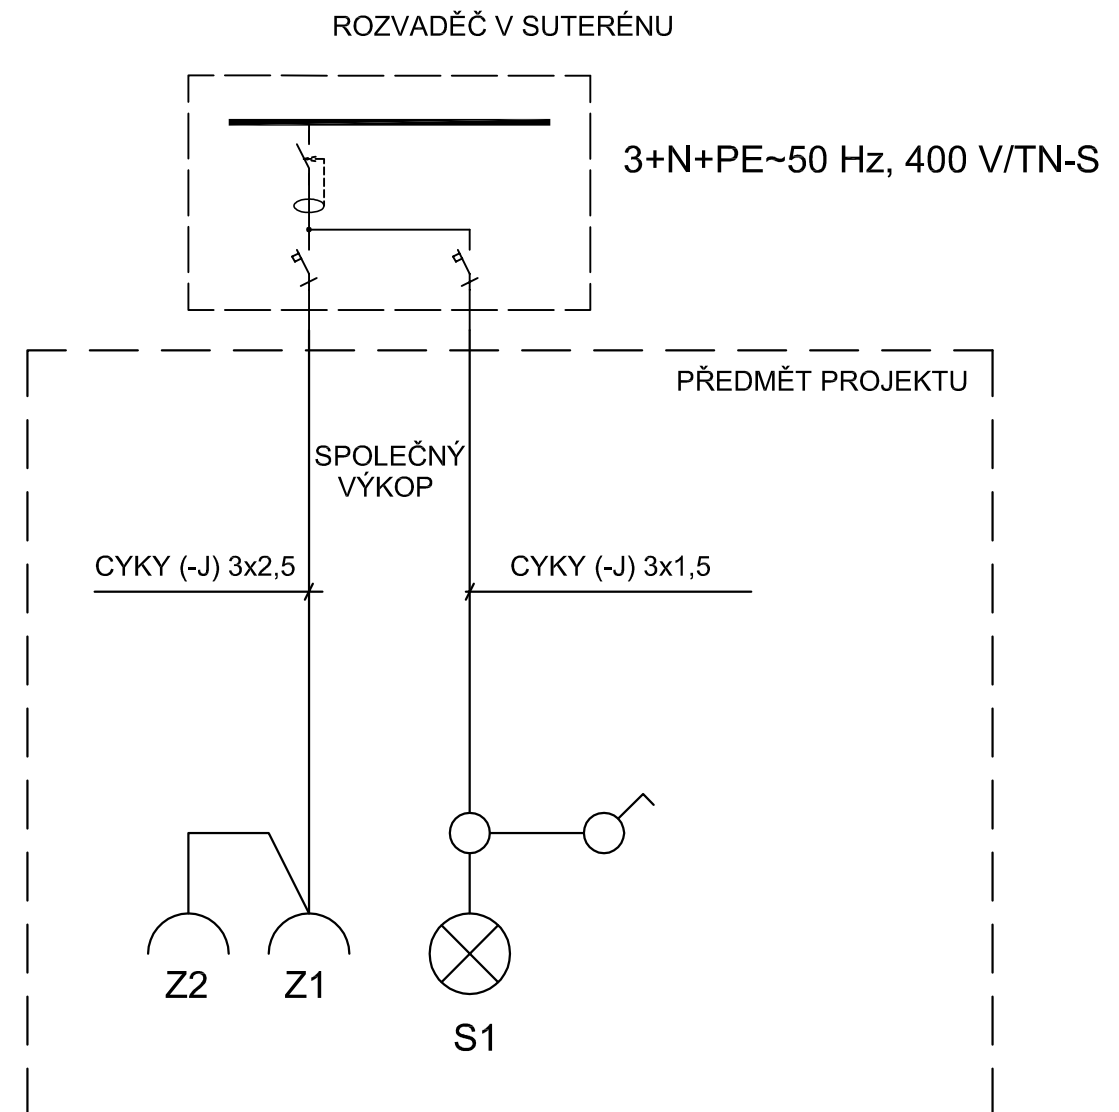 ROZVADĚČ V SUTERÉNU
3+N+PE~50 Hz, 400 V/TN-S
PŘEDMĚT PROJEKTU
SPOLEČNÝ
VÝKOP
CYKY (-J) 3x2,5
CYKY (-J) 3x1,5
Z2
Z1
S1